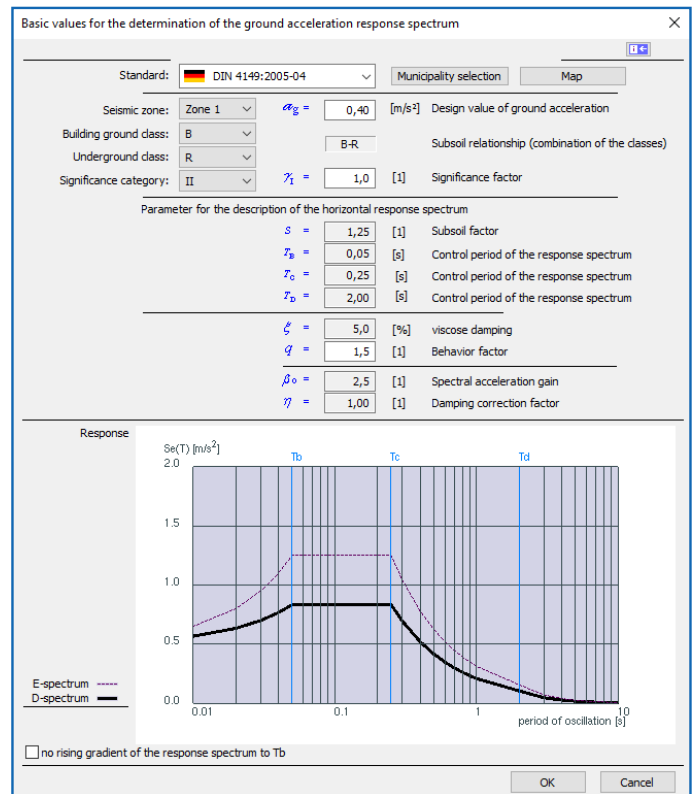 Basic values for the determination of the ground acceleration response spectrum
Standard: DIN 4149:2005-04 Municipality selection Map
Seismic zone: Zone 1 αg = 0,40 [m/s²] Design value of ground acceleration
Building ground class: B
B-R Subsoil relationship (combination of the classes)
Underground class: R
Significance category: II γI = 1,0 [1] Significance factor
Parameter for the description of the horizontal response spectrum
S = 1,25 [1] Subsoil factor
TB = 0,05 [s] Control period of the response spectrum
TC = 0,25 [s] Control period of the response spectrum
TD = 2,00 [s] Control period of the response spectrum
ξ = 5,0 [%] viscose damping
q = 1,5 [1] Behavior factor
βo = 2,5 [1] Spectral acceleration gain
η = 1,00 [1] Damping correction factor
Response
Se(T) [m/s²]
Tb Tc Td
2.0
1.5
1.0
0.5
0.0
0.01 0.1 1 10
period of oscillation [s]
E-spectrum
D-spectrum
no rising gradient of the response spectrum to Tb
OK Cancel